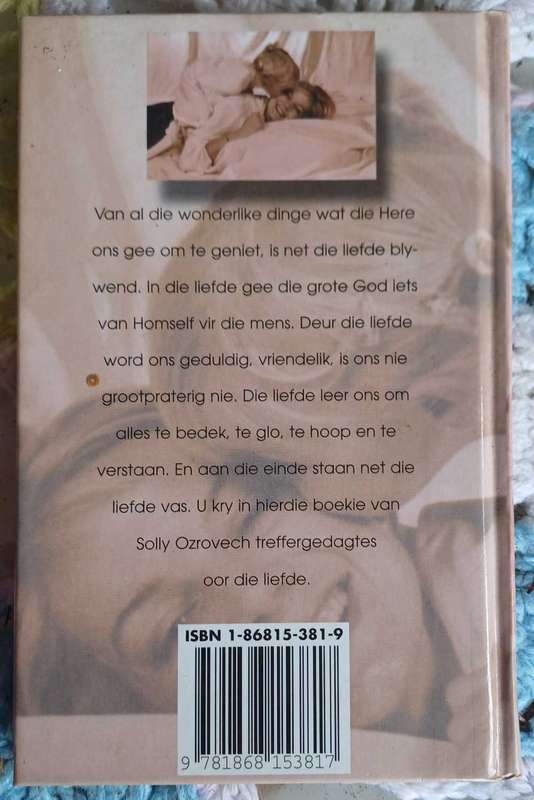 Van al die wonderlike dinge wat die Here
ons gee om te geniet, is net die liefde bly-
wend. In die liefde gee die grote God iets
van Homself vir die mens. Deur die liefde
word ons geduldig, vriendelik, is ons nie
grootpraterig nie. Die liefde leer ons om
alles te bedek, te glo, te hoop en te
verstaan. En aan die einde staan net die
liefde vas. U kry in hierdie boekie van
Solly Ozrovech treffergedagtes
oor die liefde.
ISBN 1-86815-381-9
9 781868 153817